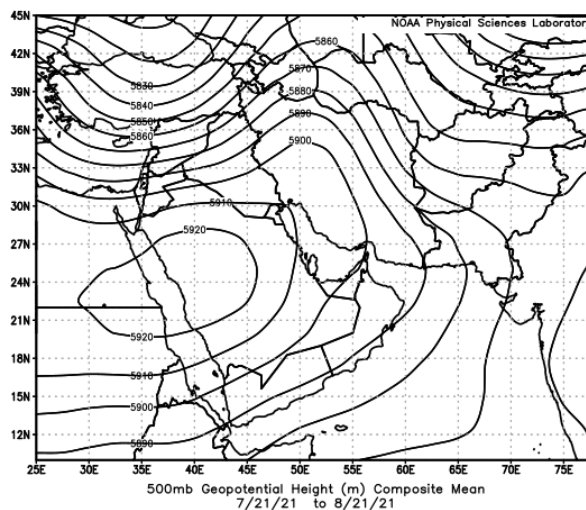 NOAA Physical Sciences Laborator
45N
42N
39N
36N
33N
30N
27N
24N
21N
18N
15N
12N
5860
5870
5880
5890
5900
5830
5840
5850
5860
5910
5920
5920
5910
5900
5890
25E 30E 35E 40E 45E 50E 55E 60E 65E 70E 75E
500mb Geopotential Height (m) Composite Mean
7/21/21 to 8/21/21